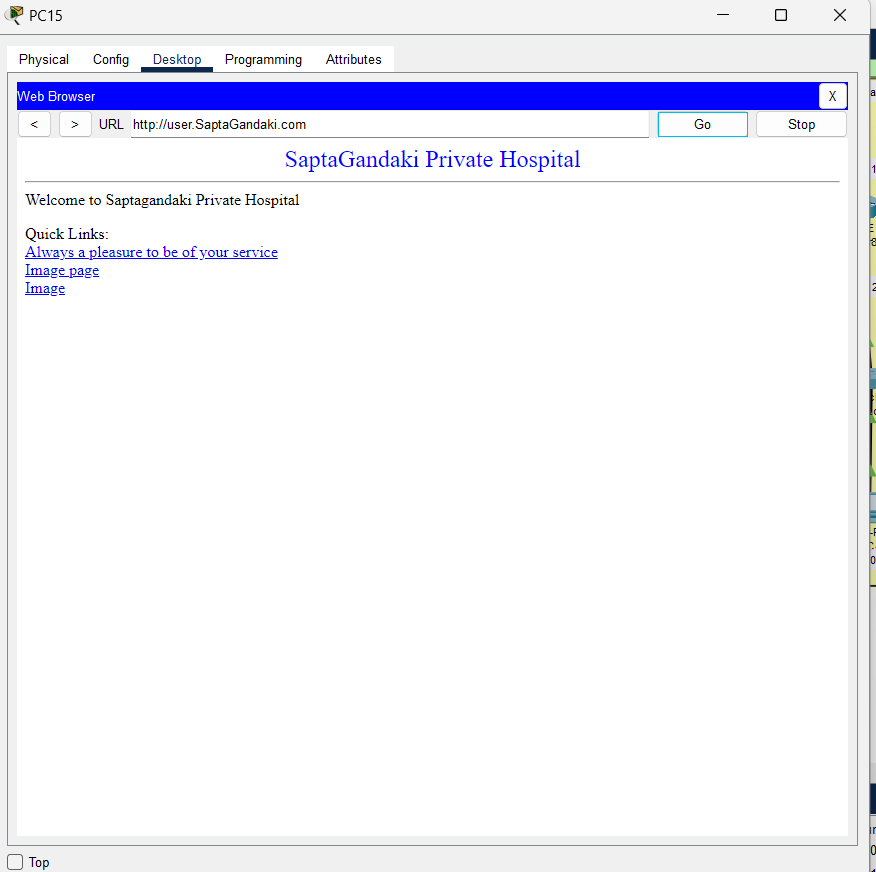 PC15
Physical Config Desktop Programming Attributes
Web Browser X
< > URL http://user.SaptaGandaki.com Go Stop
SaptaGandaki Private Hospital
Welcome to Saptagandaki Private Hospital
Quick Links:
Always a pleasure to be of your service
Image page
Image
Top